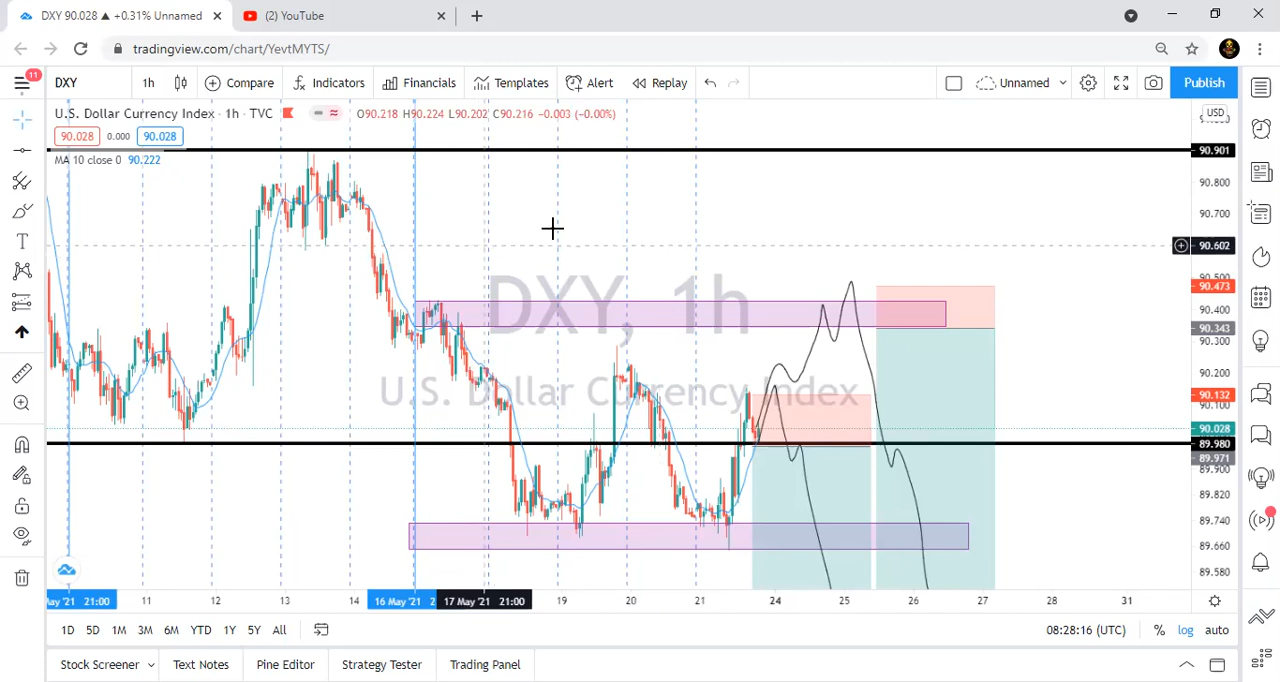 DXY 90.028 ▲ +0.31% Unnamed
(2) YouTube
tradingview.com/chart/YevtMYTS/
11
DXY
1h
Compare
Indicators
Financials
Templates
Alert
Replay
Unnamed
Publish
U.S. Dollar Currency Index · 1h · TVC
O90.218 H90.224 L90.202 C90.216 -0.003 (-0.00%)
USD
90.028
0.000
90.028
MA 10 close 0 90.222
90.901
90.800
90.700
90.602
90.500
90.473
90.400
90.343
90.300
90.200
90.132
90.100
90.028
89.980
89.971
89.900
89.820
89.740
89.660
89.580
DXY, 1h
U.S. Dollar Currency Index
May '21 21:00
11
12
13
14
16 May '21 2
17 May '21 21:00
19
20
21
24
25
26
27
28
31
1D 5D 1M 3M 6M YTD 1Y 5Y All
08:28:16 (UTC)
% log auto
Stock Screener
Text Notes
Pine Editor
Strategy Tester
Trading Panel